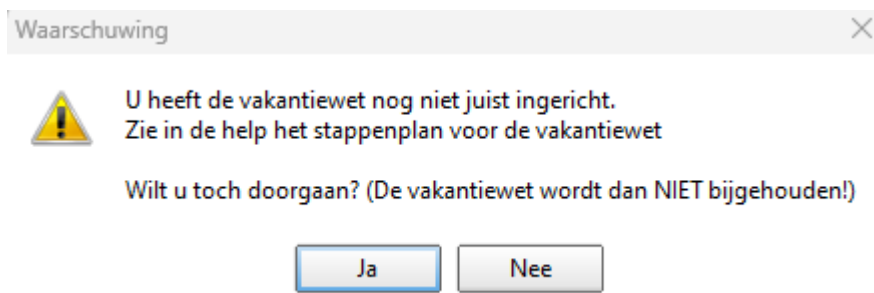 Waarschuwing
U heeft de vakantiewet nog niet juist ingericht.
Zie in de help het stappenplan voor de vakantiewet
Wilt u toch doorgaan? (De vakantiewet wordt dan NIET bijgehouden!)
Ja
Nee